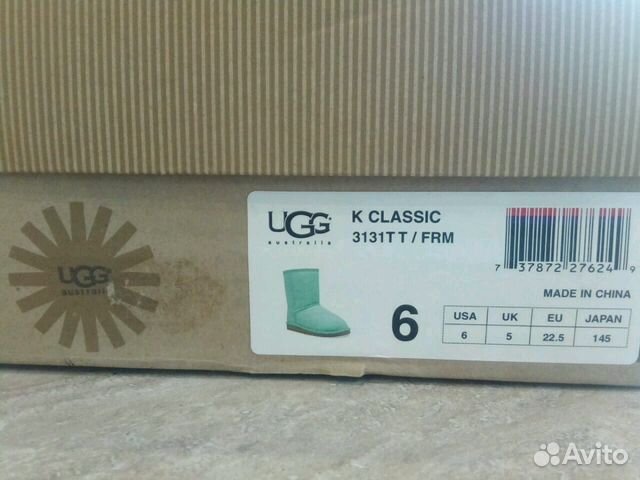 UGG
australia
UGG
australia
K CLASSIC
3131T T / FRM
7 37872 27624 9
MADE IN CHINA
6
USA UK EU JAPAN
6 5 22.5 145
Avito